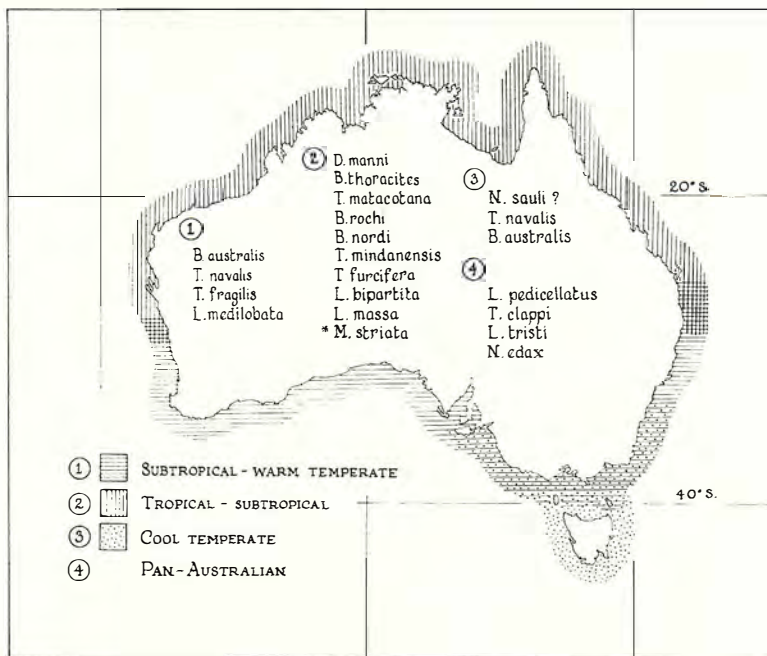 20° S.
①
B. australis
T. navalis
T. fragilis
L. medilobata
②
D. manni
B. thoracites
T. matacotana
B. rochi
B. nordi
T. mindanensis
T furcifera
L. bipartita
L. massa
* M. striata
③
N. sauli ?
T. navalis
B. australis
④
L. pedicellatus
T. clappi
L. tristi
N. edax
40° S.
① SUBTROPICAL - WARM TEMPERATE
② TROPICAL - SUBTROPICAL
③ COOL TEMPERATE
④ PAN-AUSTRALIAN